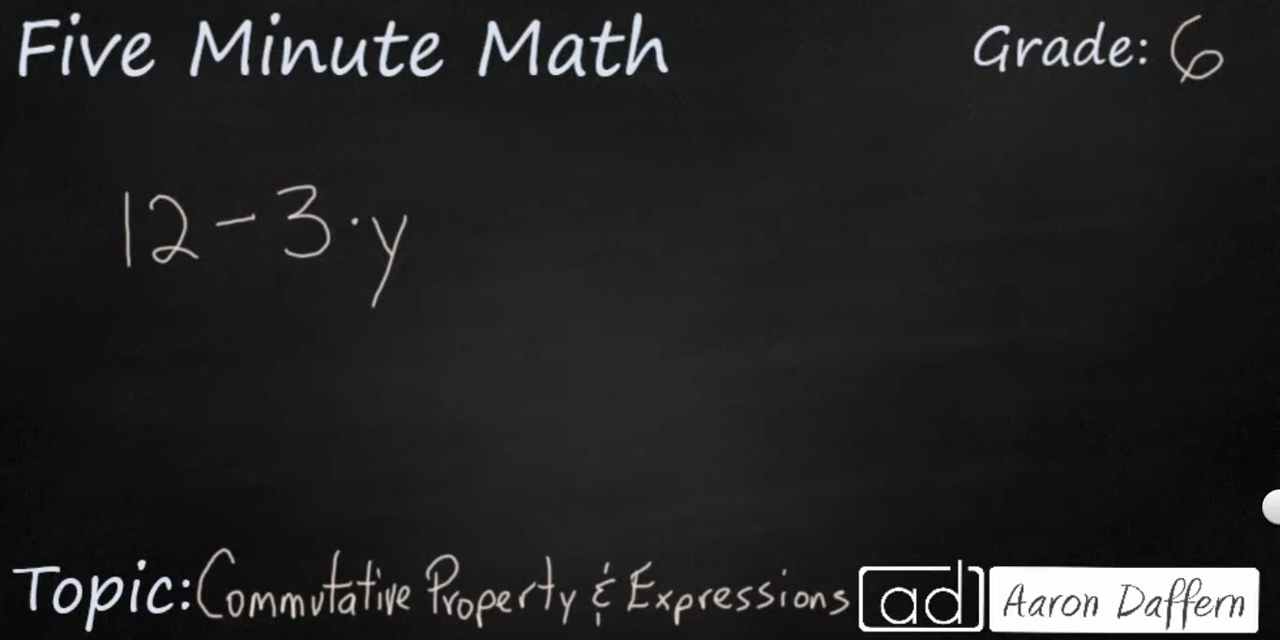 Five Minute Math Grade: 6
12 - 3 · y
Topic: Commutative Property & Expressions ad Aaron Daffern